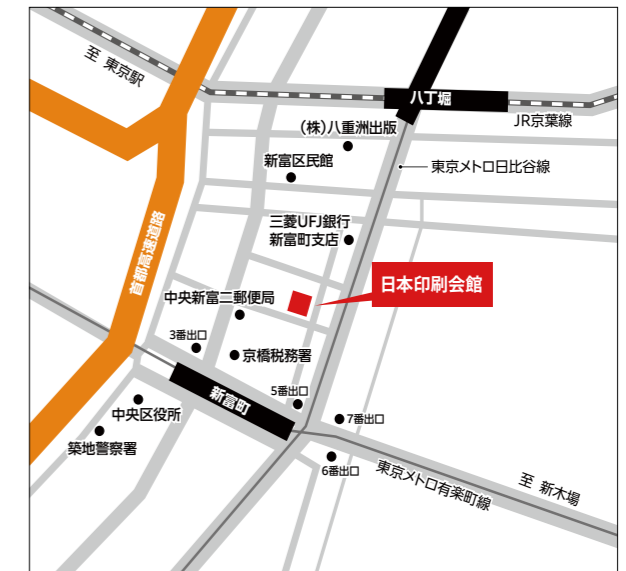 至 東京駅
八丁堀
JR京葉線
(株)八重洲出版
新富区民館
東京メトロ日比谷線
三菱UFJ銀行
新富町支店
首都高速道路
日本印刷会館
中央新富二郵便局
3番出口
京橋税務署
新富町
5番出口
中央区役所
7番出口
築地警察署
6番出口
東京メトロ有楽町線
至 新木場